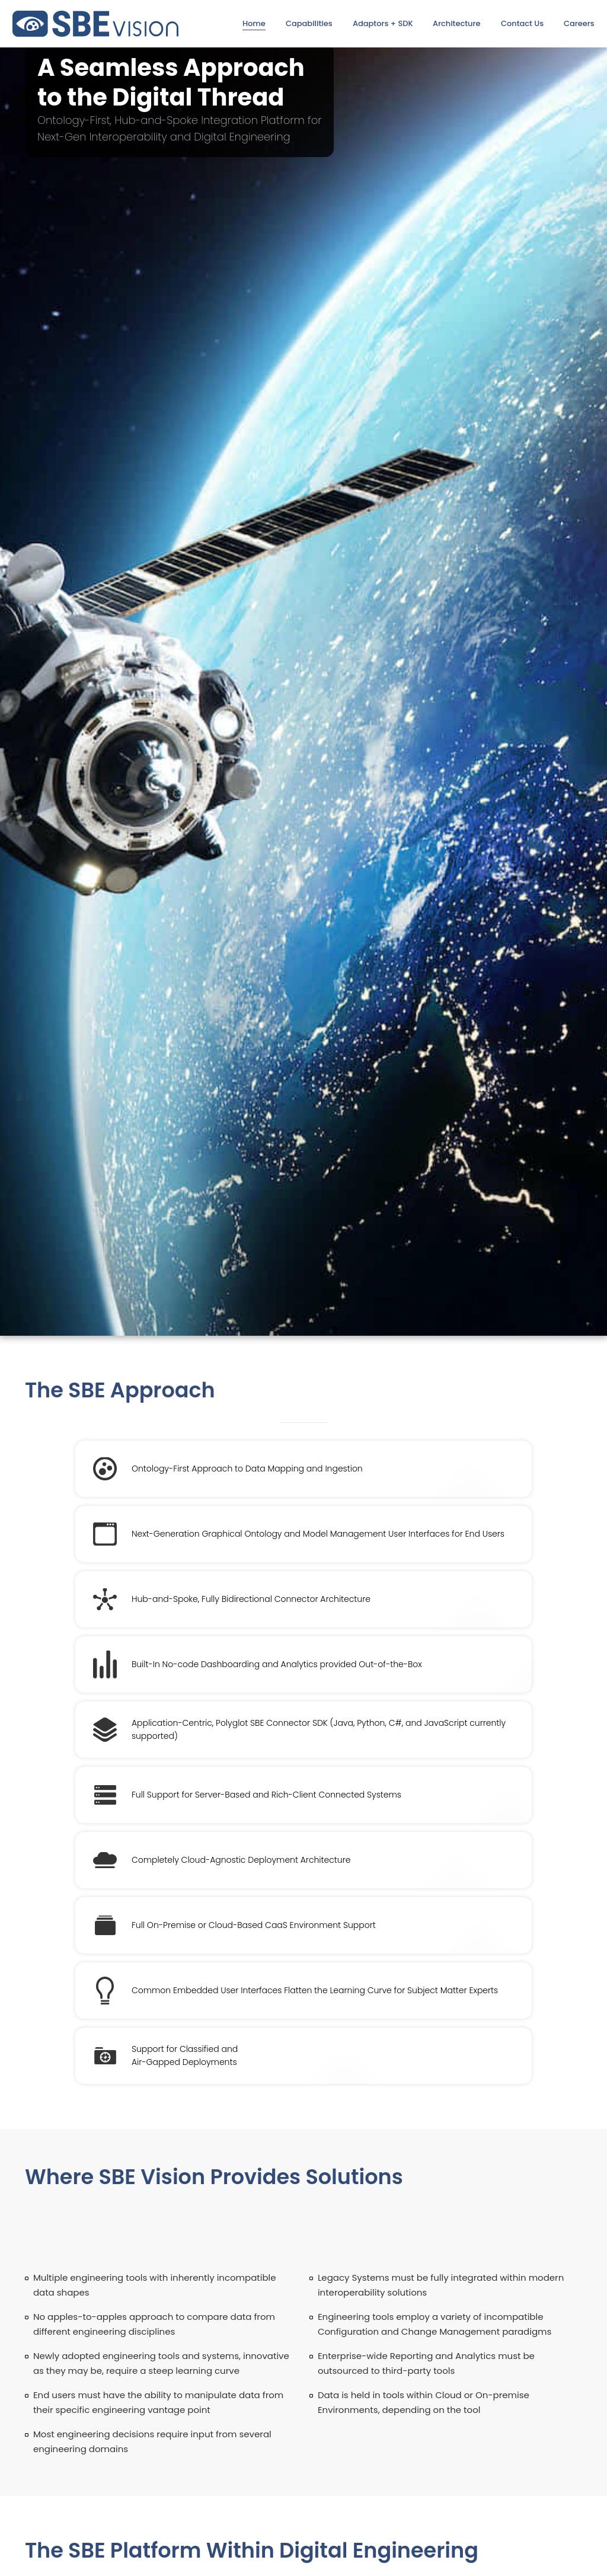 SBE vision
Home
Capabilities
Adaptors + SDK
Architecture
Contact Us
Careers
A Seamless Approach
to the Digital Thread
Ontology-First, Hub-and-Spoke Integration Platform for
Next-Gen Interoperability and Digital Engineering
The SBE Approach
Ontology-First Approach to Data Mapping and Ingestion
Next-Generation Graphical Ontology and Model Management User Interfaces for End Users
Hub-and-Spoke, Fully Bidirectional Connector Architecture
Built-In No-code Dashboarding and Analytics provided Out-of-the-Box
Application-Centric, Polyglot SBE Connector SDK (Java, Python, C#, and JavaScript currently
supported)
Full Support for Server-Based and Rich-Client Connected Systems
Completely Cloud-Agnostic Deployment Architecture
Full On-Premise or Cloud-Based CaaS Environment Support
Common Embedded User Interfaces Flatten the Learning Curve for Subject Matter Experts
Support for Classified and
Air-Gapped Deployments
Where SBE Vision Provides Solutions
Multiple engineering tools with inherently incompatible
data shapes
No apples-to-apples approach to compare data from
different engineering disciplines
Newly adopted engineering tools and systems, innovative
as they may be, require a steep learning curve
End users must have the ability to manipulate data from
their specific engineering vantage point
Most engineering decisions require input from several
engineering domains
Legacy Systems must be fully integrated within modern
interoperability solutions
Engineering tools employ a variety of incompatible
Configuration and Change Management paradigms
Enterprise-wide Reporting and Analytics must be
outsourced to third-party tools
Data is held in tools within Cloud or On-premise
Environments, depending on the tool
The SBE Platform Within Digital Engineering